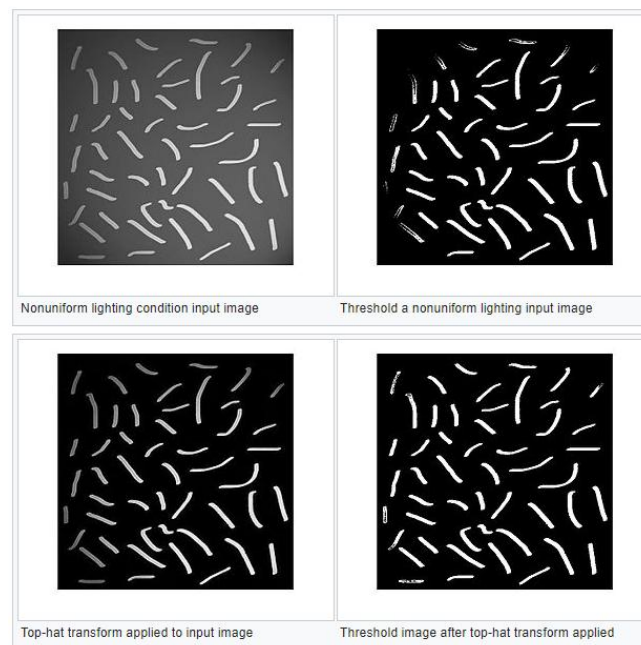 Nonuniform lighting condition input image
Threshold a nonuniform lighting input image
Top-hat transform applied to input image
Threshold image after top-hat transform applied